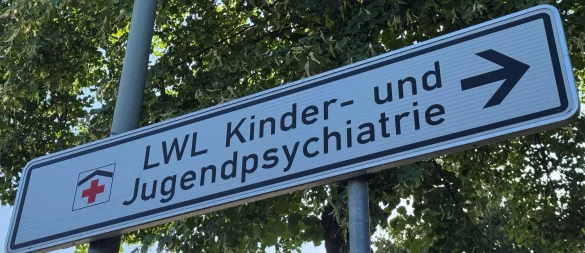 LWL Kinder- und
Jugendpsychiatrie